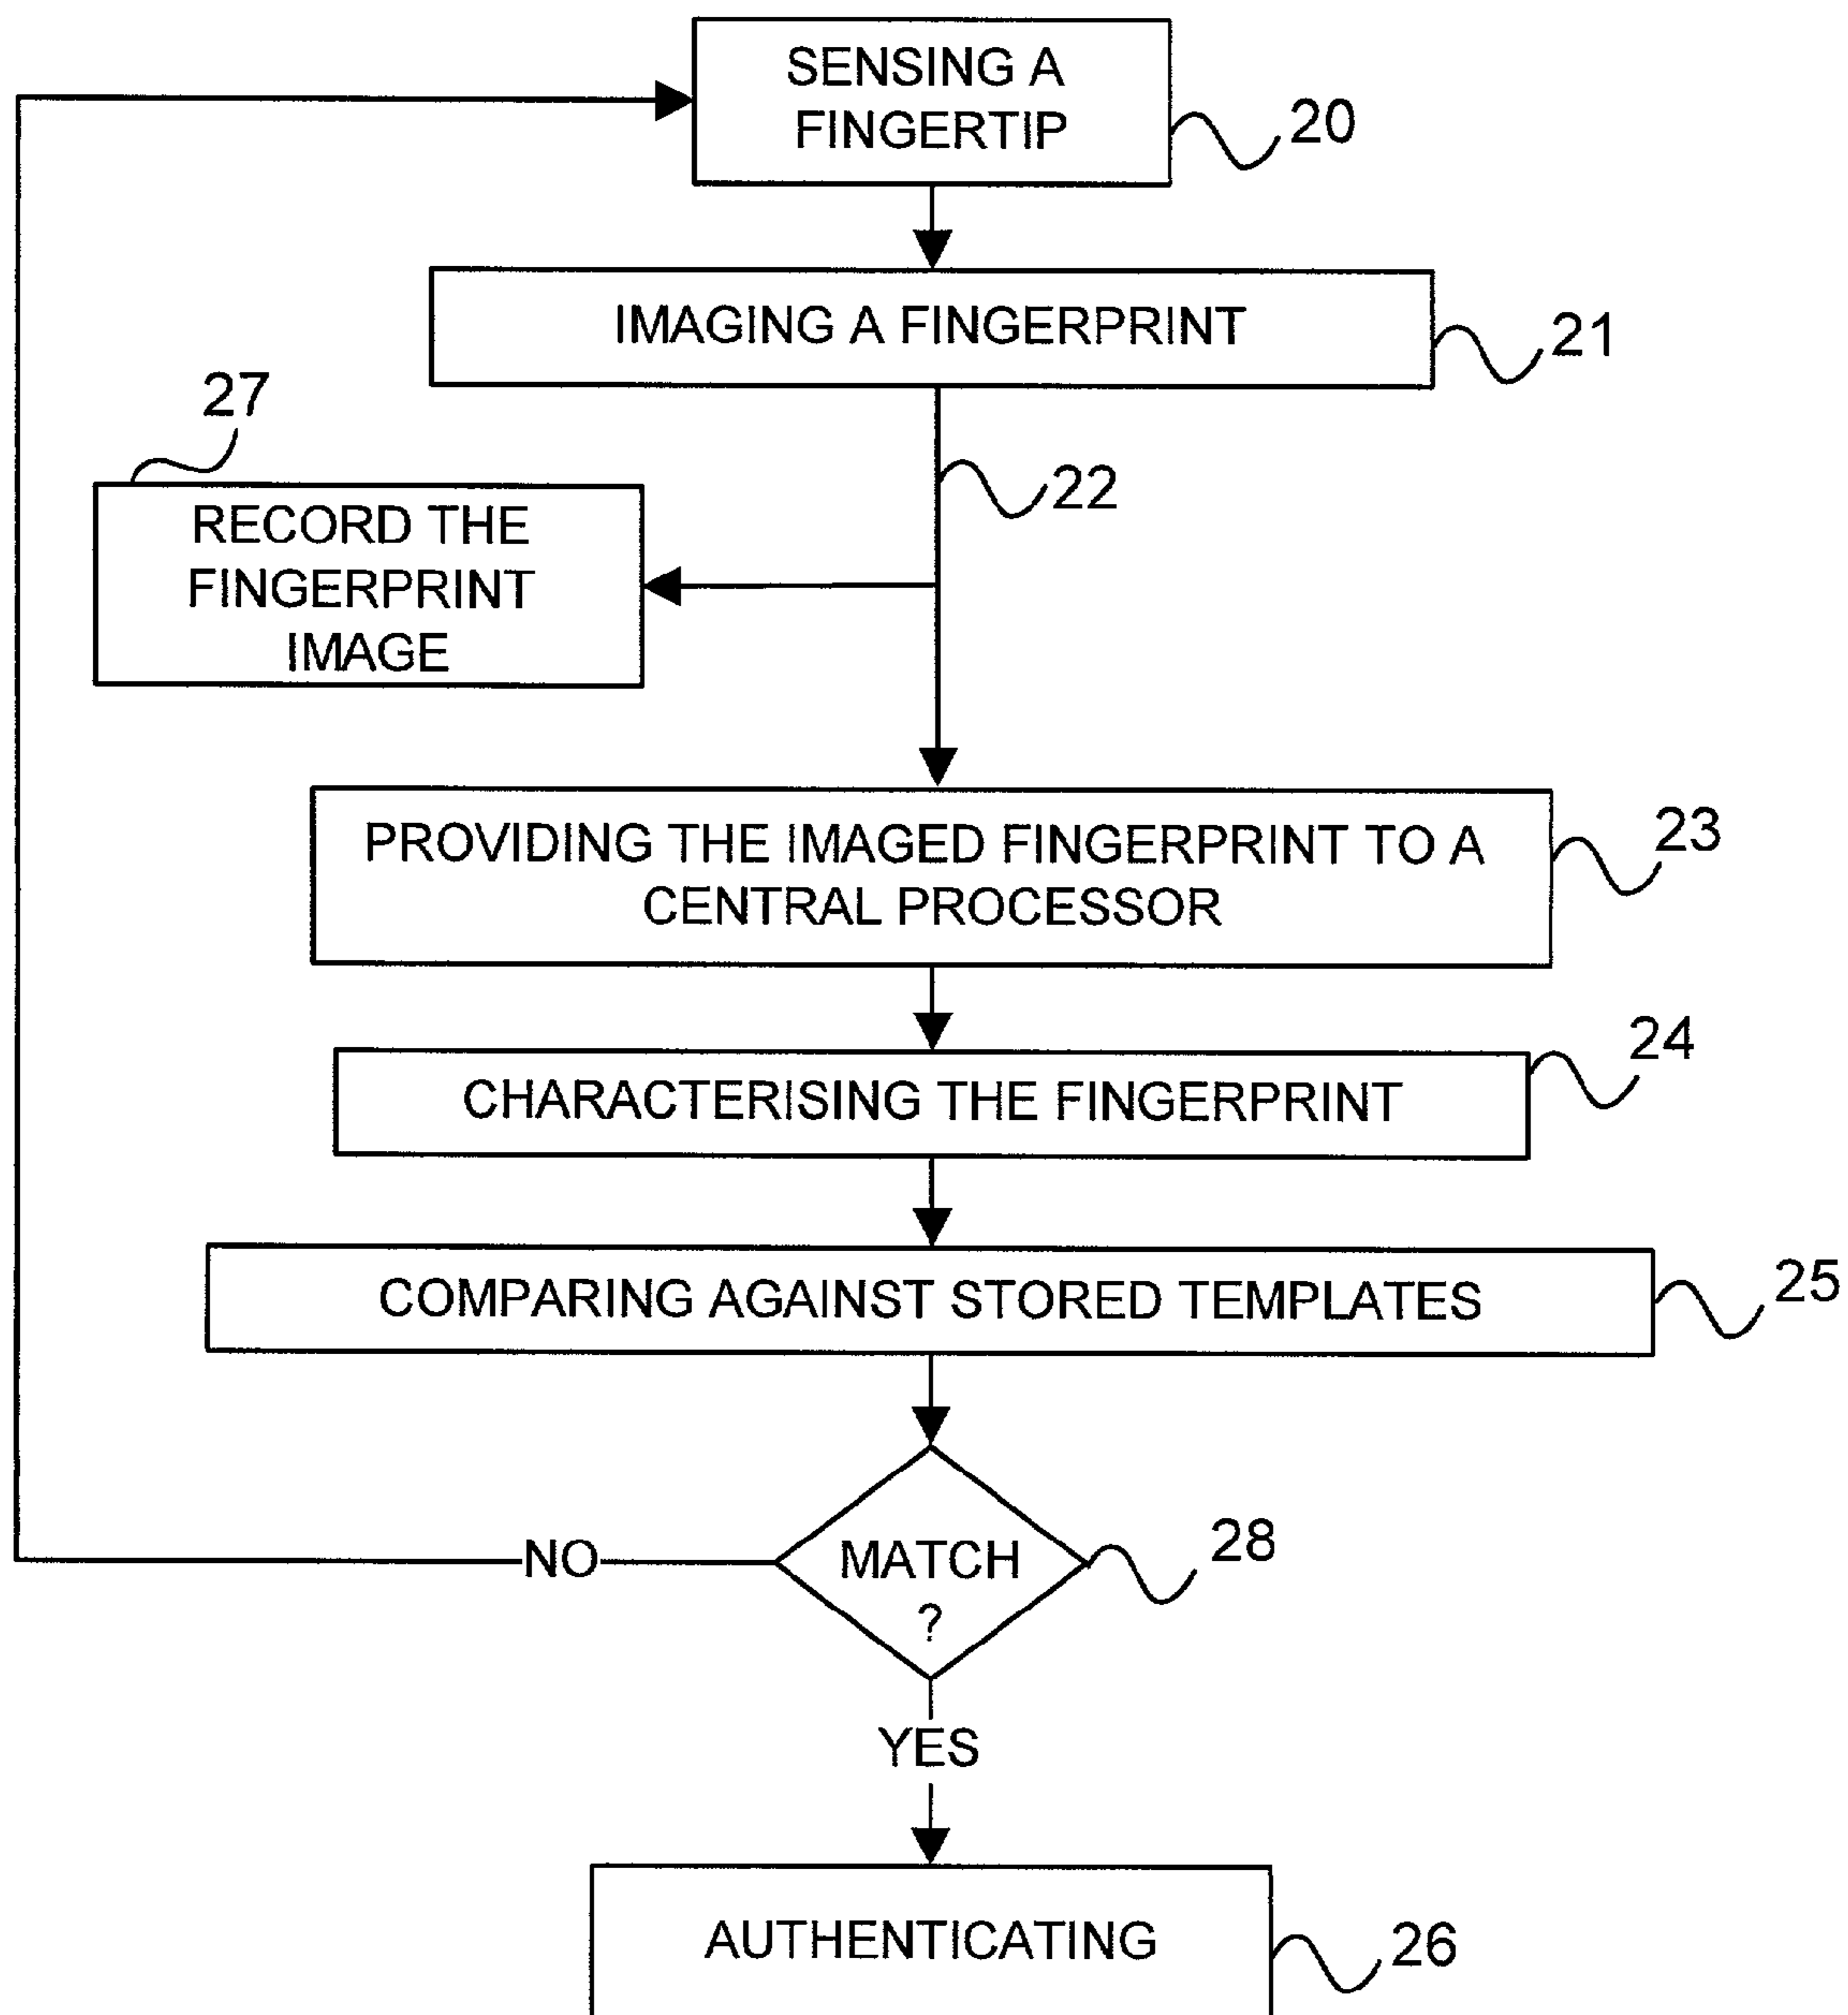 SENSING A
FINGERTIP
20
IMAGING A FINGERPRINT
21
27
22
RECORD THE
FINGERPRINT
IMAGE
PROVIDING THE IMAGED FINGERPRINT TO A
CENTRAL PROCESSOR
23
24
CHARACTERISING THE FINGERPRINT
COMPARING AGAINST STORED TEMPLATES
25
NO
MATCH
?
28
YES
AUTHENTICATING
26